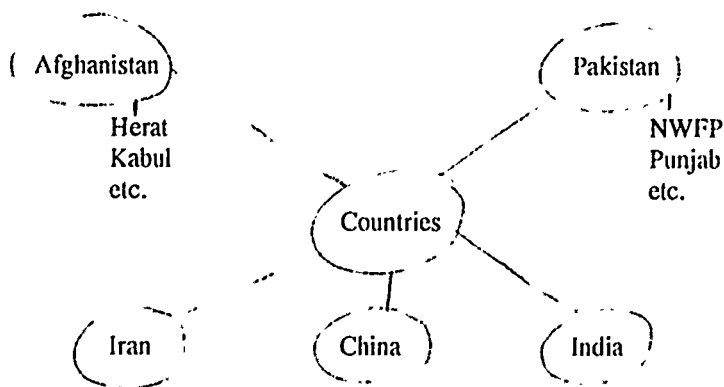 Afghanistan
Pakistan
Herat
Kabul
etc.
NWFP
Punjab
etc.
Countries
Iran
China
India